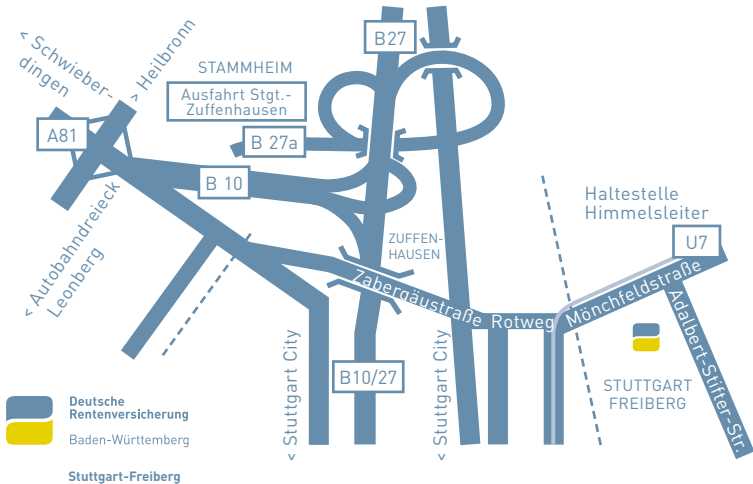 < Schwieber-
dingen
> Heilbronn
B27
STAMMHEIM
Ausfahrt Stgt.-
Zuffenhausen
A81
B 27a
B 10
Haltestelle
Himmelsleiter
U7
ZUFFEN-
HAUSEN
< Autobahndreieck
Leonberg
Zabergäustraße
Rotweg
Mönchfeldstraße
Adalbert-Stifter-Str.
B10/27
< Stuttgart City
< Stuttgart City
STUTTGART
FREIBERG
Deutsche
Rentenversicherung
Baden-Württemberg
Stuttgart-Freiberg